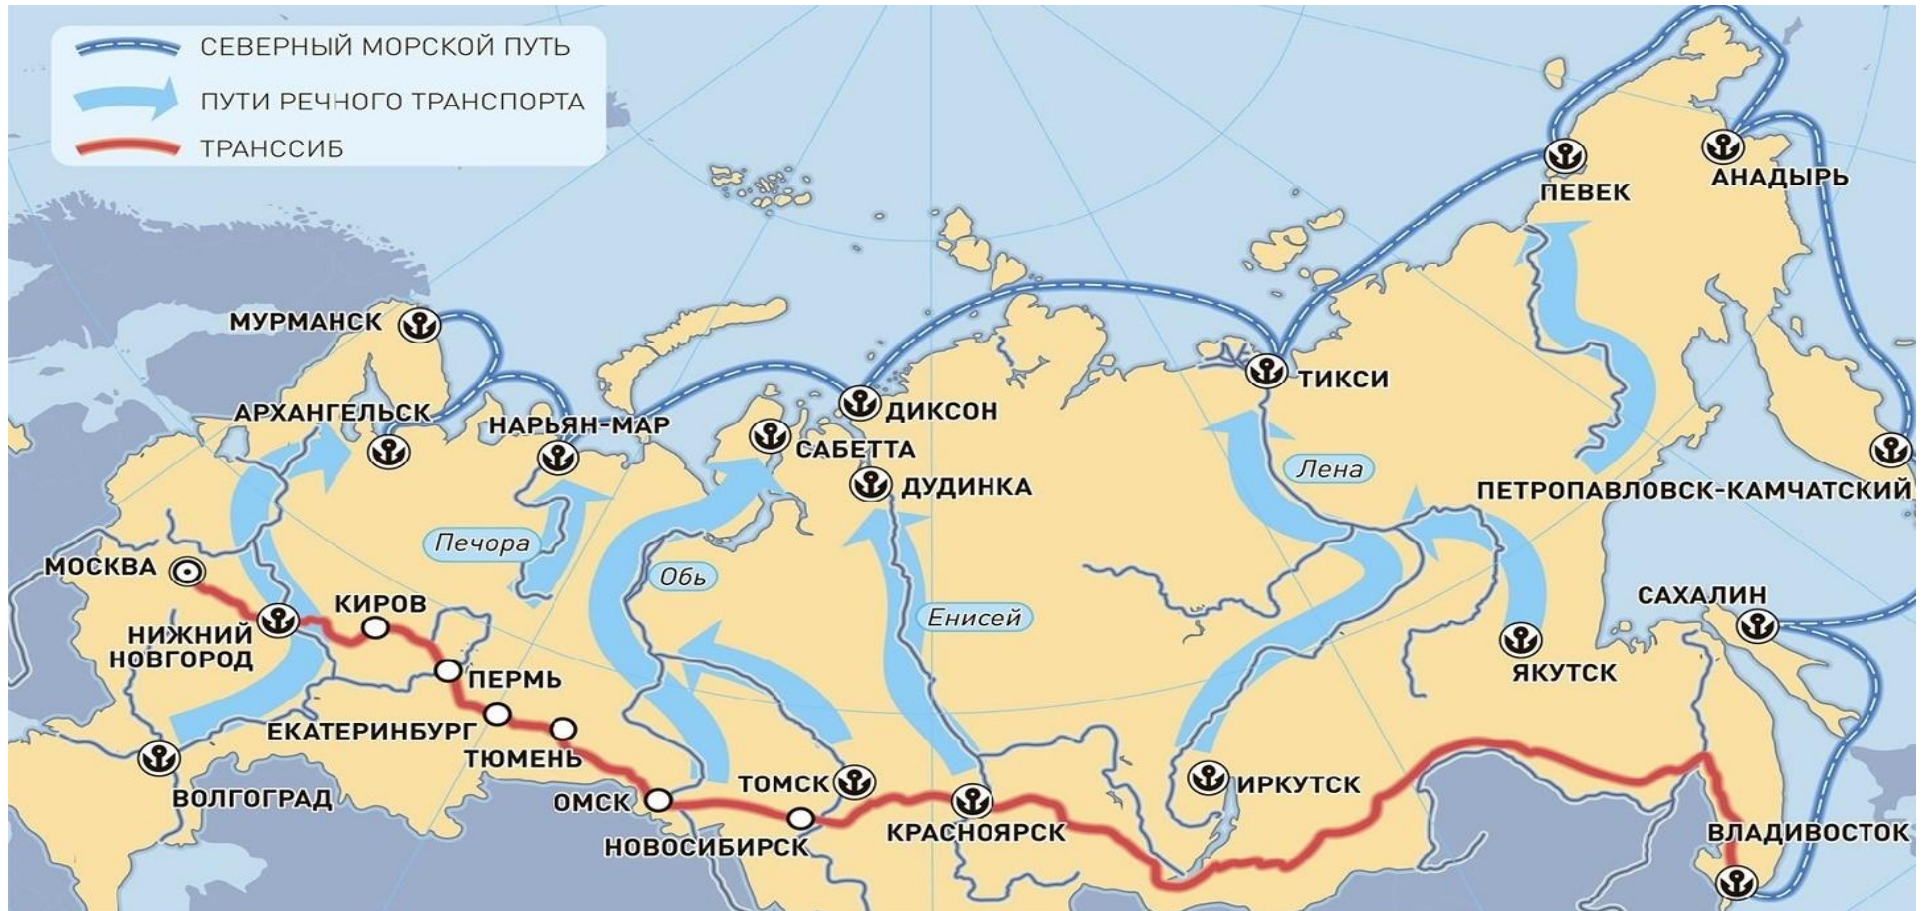 СЕВЕРНЫЙ МОРСКОЙ ПУТЬ
ПУТИ РЕЧНОГО ТРАНСПОРТА
ТРАНССИБ
ПЕВЕК
АНАДЫРЬ
МУРМАНСК
АРХАНГЕЛЬСК
НАРЬЯН-МАР
ДИКСОН
САБЕТТА
ДУДИНКА
ТИКСИ
Лена
ПЕТРОПАВЛОВСК-КАМЧАТСКИЙ
Печора
Обь
Енисей
МОСКВА
КИРОВ
НИЖНИЙ
НОВГОРОД
САХАЛИН
ЯКУТСК
ПЕРМЬ
ЕКАТЕРИНБУРГ
ТЮМЕНЬ
ВОЛГОГРАД
ОМСК
ТОМСК
ИРКУТСК
НОВОСИБИРСК
КРАСНОЯРСК
ВЛАДИВОСТОК